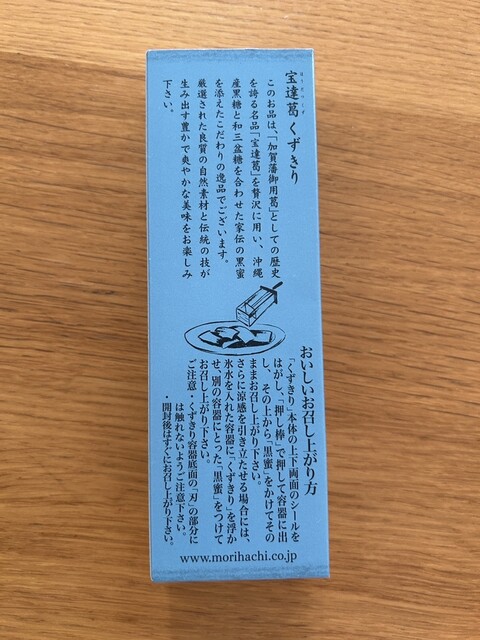 宝達葛くずきり
ほうだつくず
このお品は、「加賀藩御用葛」としての歴史
を誇る名品「宝達葛」を贅沢に用い、沖縄
産黒糖と和三盆糖を合わせた家伝の黒蜜
を添えたこだわりの逸品でございます。
厳選された良質の自然素材と伝統の技が
生み出す豊かで爽やかな美味をお楽しみ
下さい。
おいしいお召し上がり方
「くずきり」本体の上下両面のシールを
はがし、「押し棒」で押して容器に出
し、その上から「黒蜜」をかけてその
ままお召し上がり下さい。
さらに涼感を引き立たせる場合には、
氷水を入れた容器に「くずきり」を浮か
せ、別の容器にとった「黒蜜」をつけて
お召し上がり下さい。
ご注意・くずきり容器底面の「刃」の部分に
は触れないようご注意下さい。
・開封後はすぐにお召し上がり下さい。
www.morihachi.co.jp